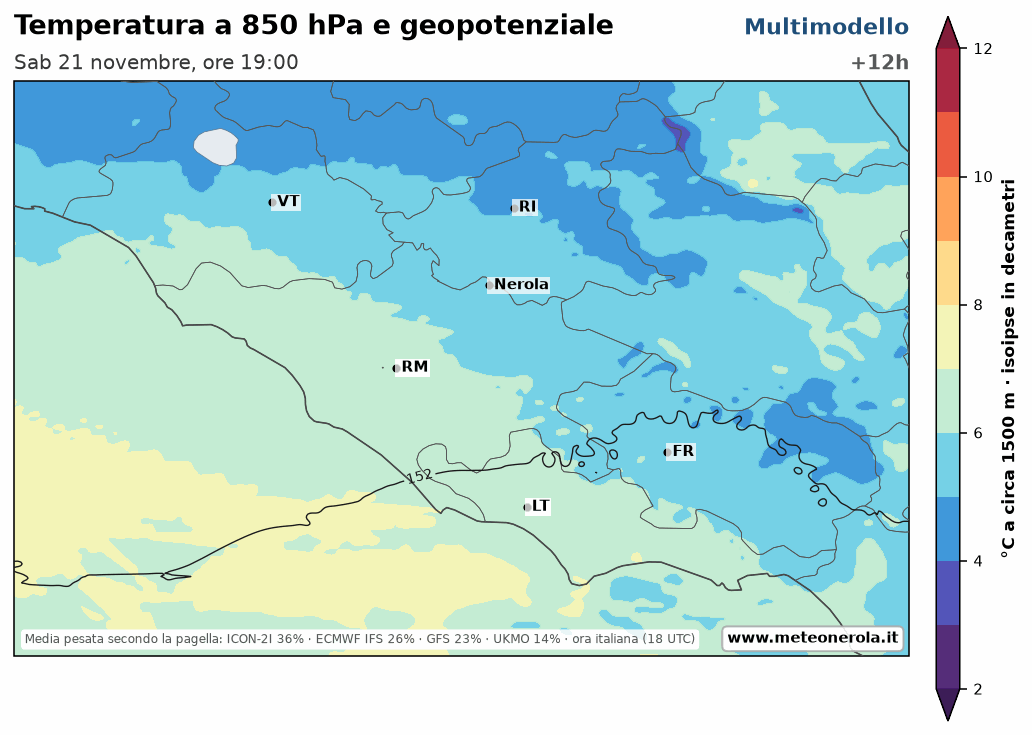 Temperatura a 850 hPa e geopotenziale
Multimodello
Sab 21 novembre, ore 19:00
+12h
VT
RI
Nerola
RM
FR
152
LT
Media pesata secondo la pagella: ICON-2I 36% · ECMWF IFS 26% · GFS 23% · UKMO 14% · ora italiana (18 UTC)
www.meteonerola.it
12
10
8
6
4
2
°C a circa 1500 m · isoipse in decametri